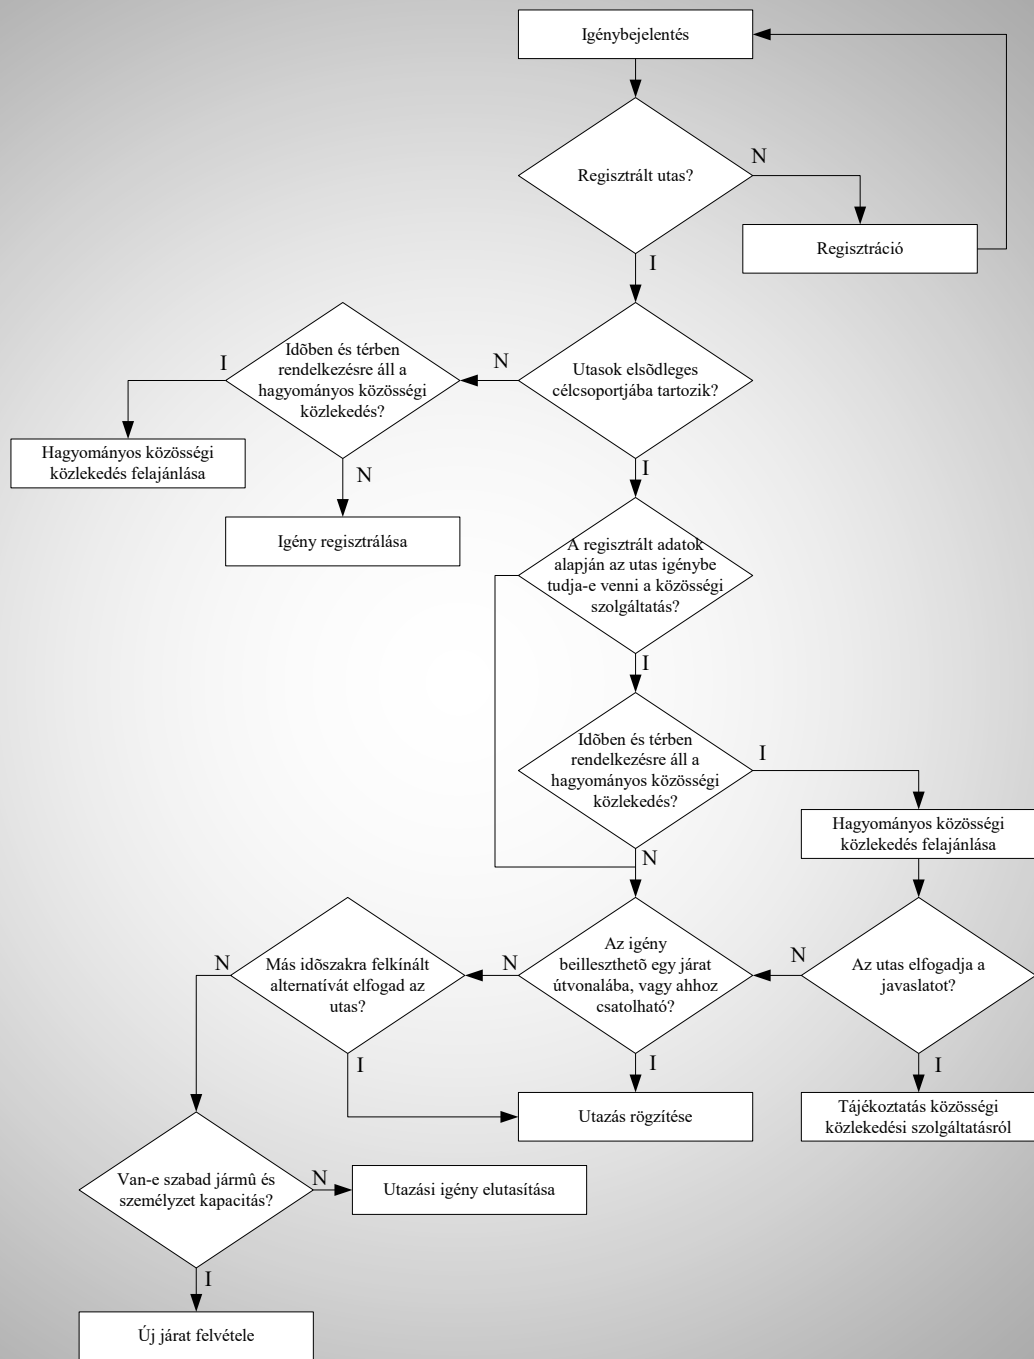 Igénybejelentés
Regisztrált utas?
N
Regisztráció
I
Utasok elsõdleges
célcsoportjába tartozik?
N
Idõben és térben
rendelkezésre áll a
hagyományos közösségi
közlekedés?
I
Hagyományos közösségi
közlekedés felajánlása
N
Igény regisztrálása
I
A regisztrált adatok
alapján az utas igénybe
tudja-e venni a közösségi
szolgáltatás?
I
Idõben és térben
rendelkezésre áll a
hagyományos közösségi
közlekedés?
I
Hagyományos közösségi
közlekedés felajánlása
N
Az igény
beilleszthetõ egy járat
útvonalába, vagy ahhoz
csatolható?
N
Az utas elfogadja a
javaslatot?
N
Más idõszakra felkínált
alternatívát elfogad az
utas?
N
I
I
I
Utazás rögzítése
Tájékoztatás közösségi
közlekedési szolgáltatásról
Van-e szabad jármû és
személyzet kapacitás?
N
Utazási igény elutasítása
I
Új járat felvétele